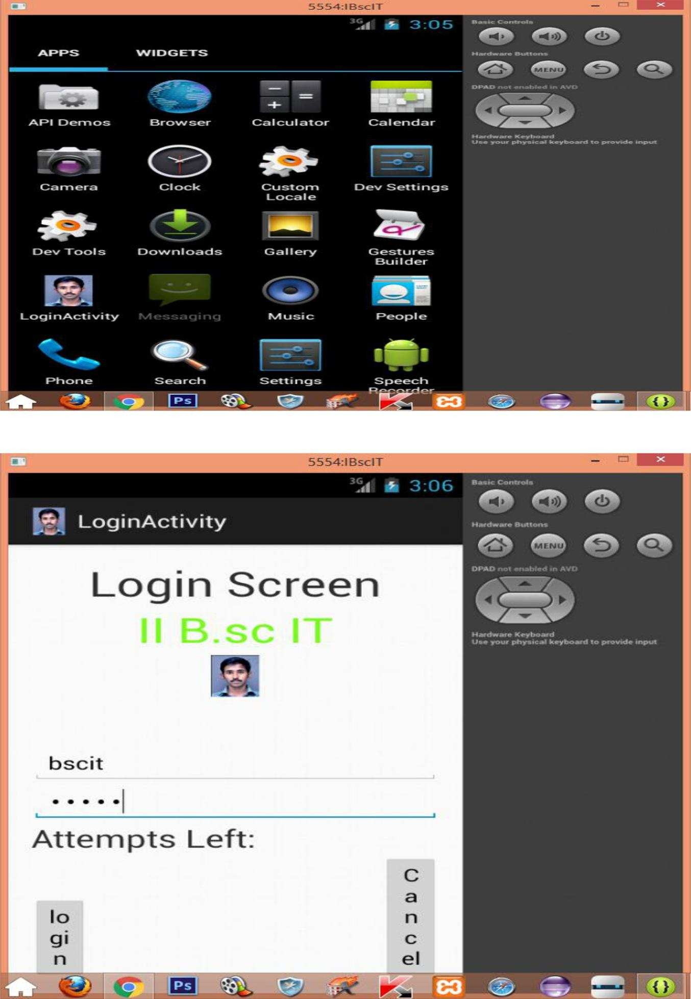 5554:IBscIT
3G 3:05
APPS WIDGETS
API Demos Browser Calculator Calendar
Camera Clock Custom Locale Dev Settings
Dev Tools Downloads Gallery Gestures Builder
LoginActivity Messaging Music People
Phone Search Settings Speech Recorder
Basic Controls
Hardware Buttons
MENU
DPAD not enabled in AVD
Hardware Keyboard
Use your physical keyboard to provide input
Ps
5554:IBscIT
3G 3:06
LoginActivity
Login Screen
II B.sc IT
bscit
•••••
Attempts Left:
lo
gi
n
C
a
n
c
el
Basic Controls
Hardware Buttons
MENU
DPAD not enabled in AVD
Hardware Keyboard
Use your physical keyboard to provide input
Ps